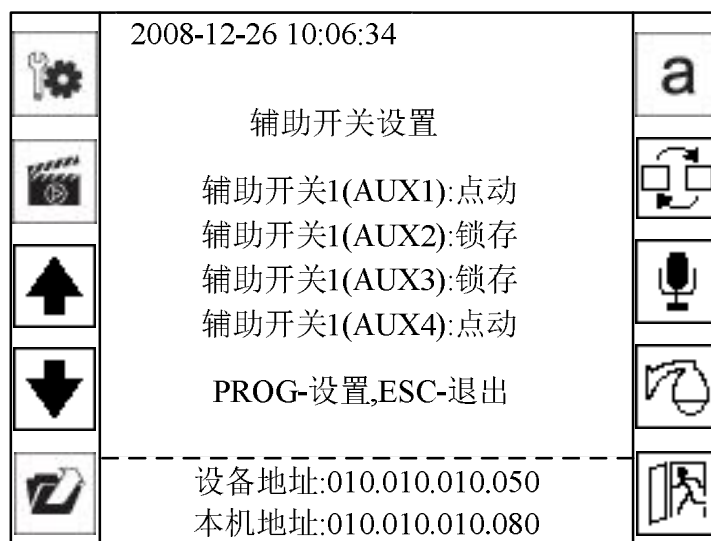 2008-12-26 10:06:34
a
辅助开关设置
辅助开关1(AUX1):点动
辅助开关1(AUX2):锁存
辅助开关1(AUX3):锁存
辅助开关1(AUX4):点动
PROG-设置,ESC-退出
设备地址:010.010.010.050
本机地址:010.010.010.080